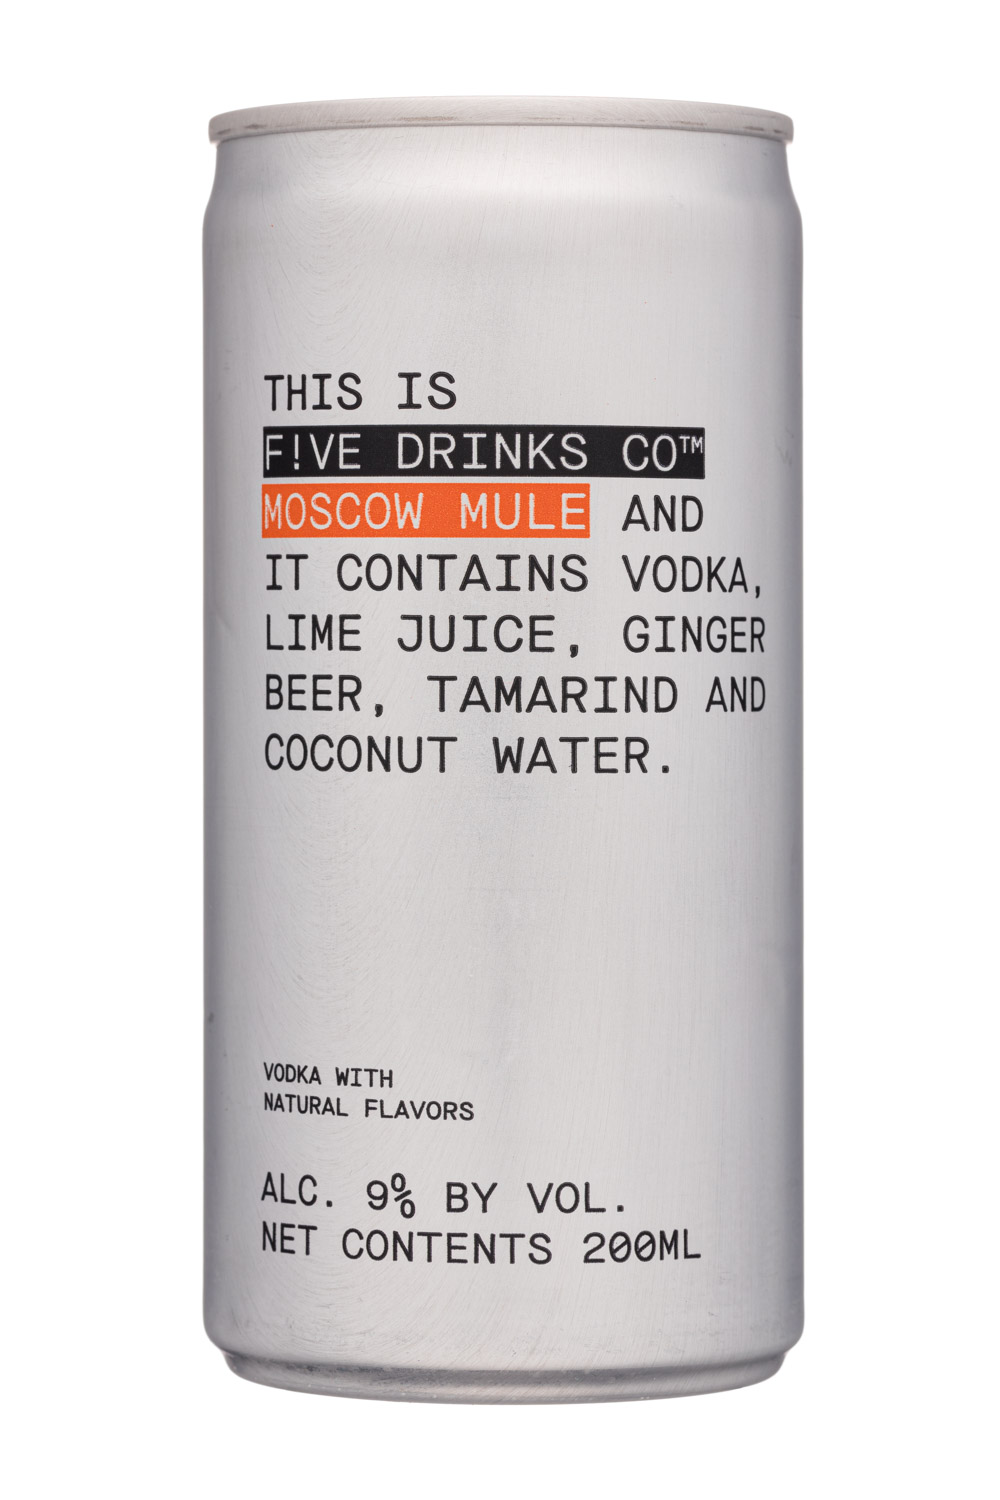 THIS IS
F!VE DRINKS CO™
MOSCOW MULE AND
IT CONTAINS VODKA,
LIME JUICE, GINGER
BEER, TAMARIND AND
COCONUT WATER.
VODKA WITH
NATURAL FLAVORS
ALC. 9% BY VOL.
NET CONTENTS 200ML